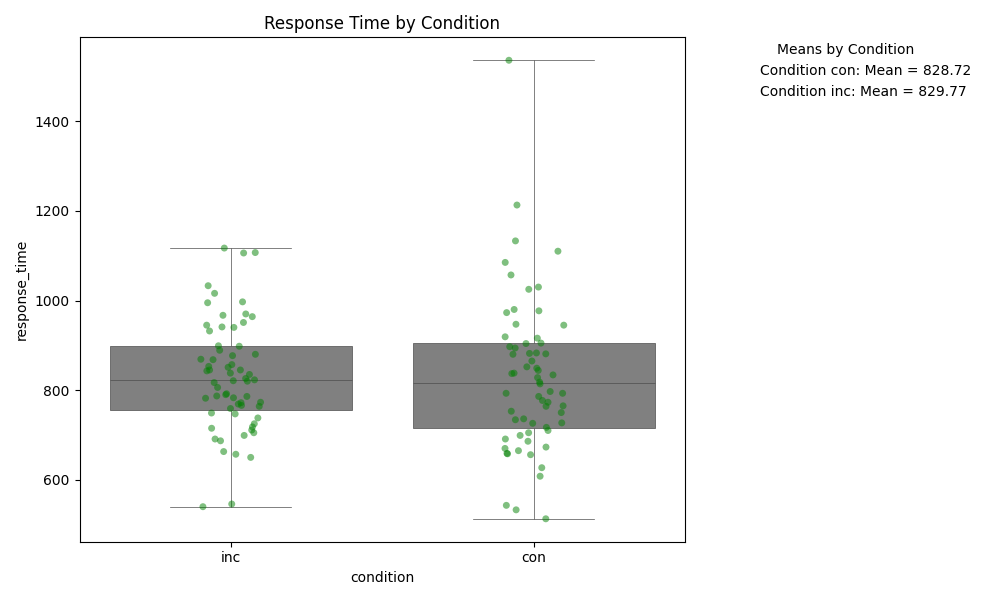 Response Time by Condition
Means by Condition
Condition con: Mean = 828.72
Condition inc: Mean = 829.77
response_time
1400
1200
1000
800
600
inc
con
condition